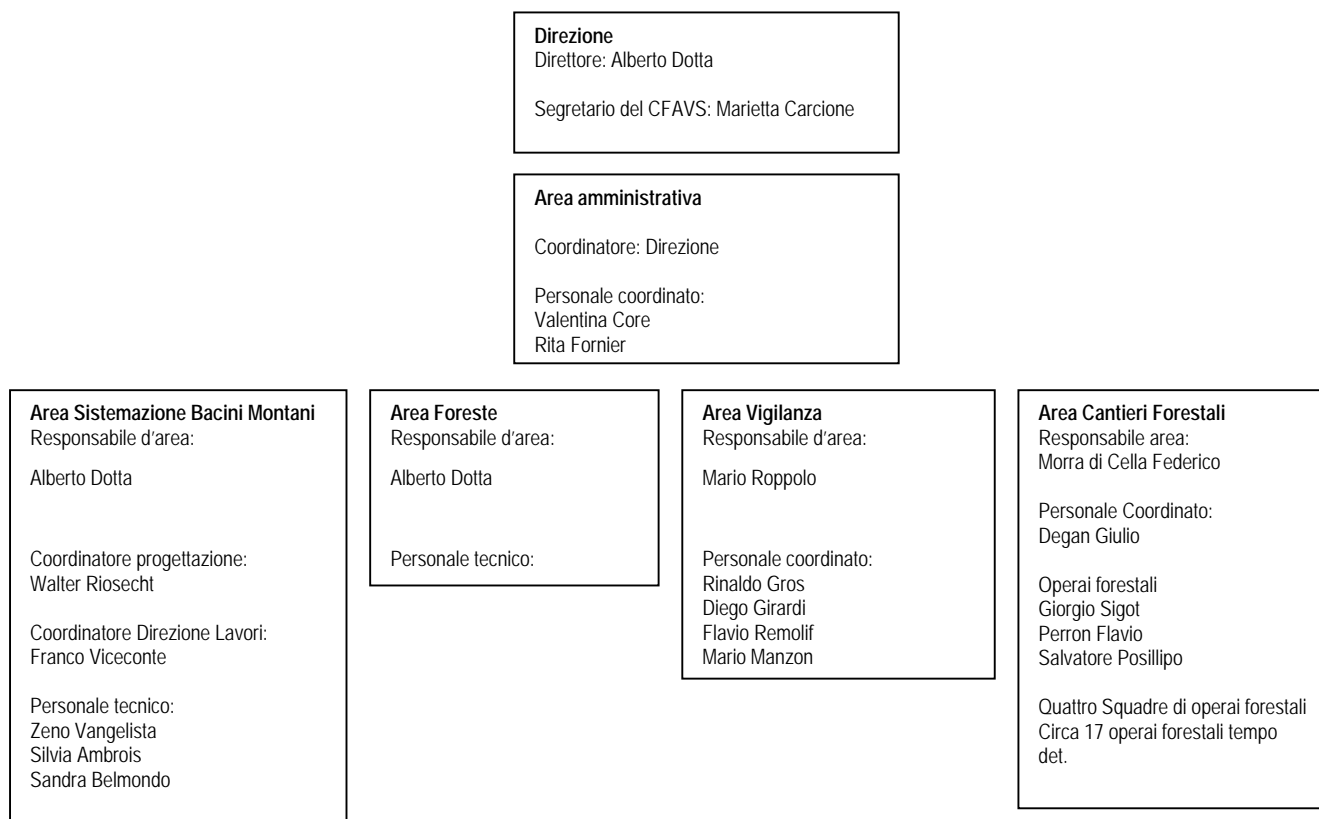 Direzione
Direttore: Alberto Dotta
Segretario del CFAVS: Marietta Carcione
Area amministrativa
Coordinatore: Direzione
Personale coordinato:
Valentina Core
Rita Fornier
Area Sistemazione Bacini Montani
Responsabile d'area:
Alberto Dotta
Coordinatore progettazione:
Walter Riosecht
Coordinatore Direzione Lavori:
Franco Viceconte
Personale tecnico:
Zeno Vangelista
Silvia Ambrois
Sandra Belmondo
Area Foreste
Responsabile d'area:
Alberto Dotta
Personale tecnico:
Area Vigilanza
Responsabile d'area:
Mario Roppolo
Personale coordinato:
Rinaldo Gros
Diego Girardi
Flavio Remolif
Mario Manzon
Area Cantieri Forestali
Responsabile area:
Morra di Cella Federico
Personale Coordinato:
Degan Giulio
Operai forestali
Giorgio Sigot
Perron Flavio
Salvatore Posillipo
Quattro Squadre di operai forestali
Circa 17 operai forestali tempo
det.